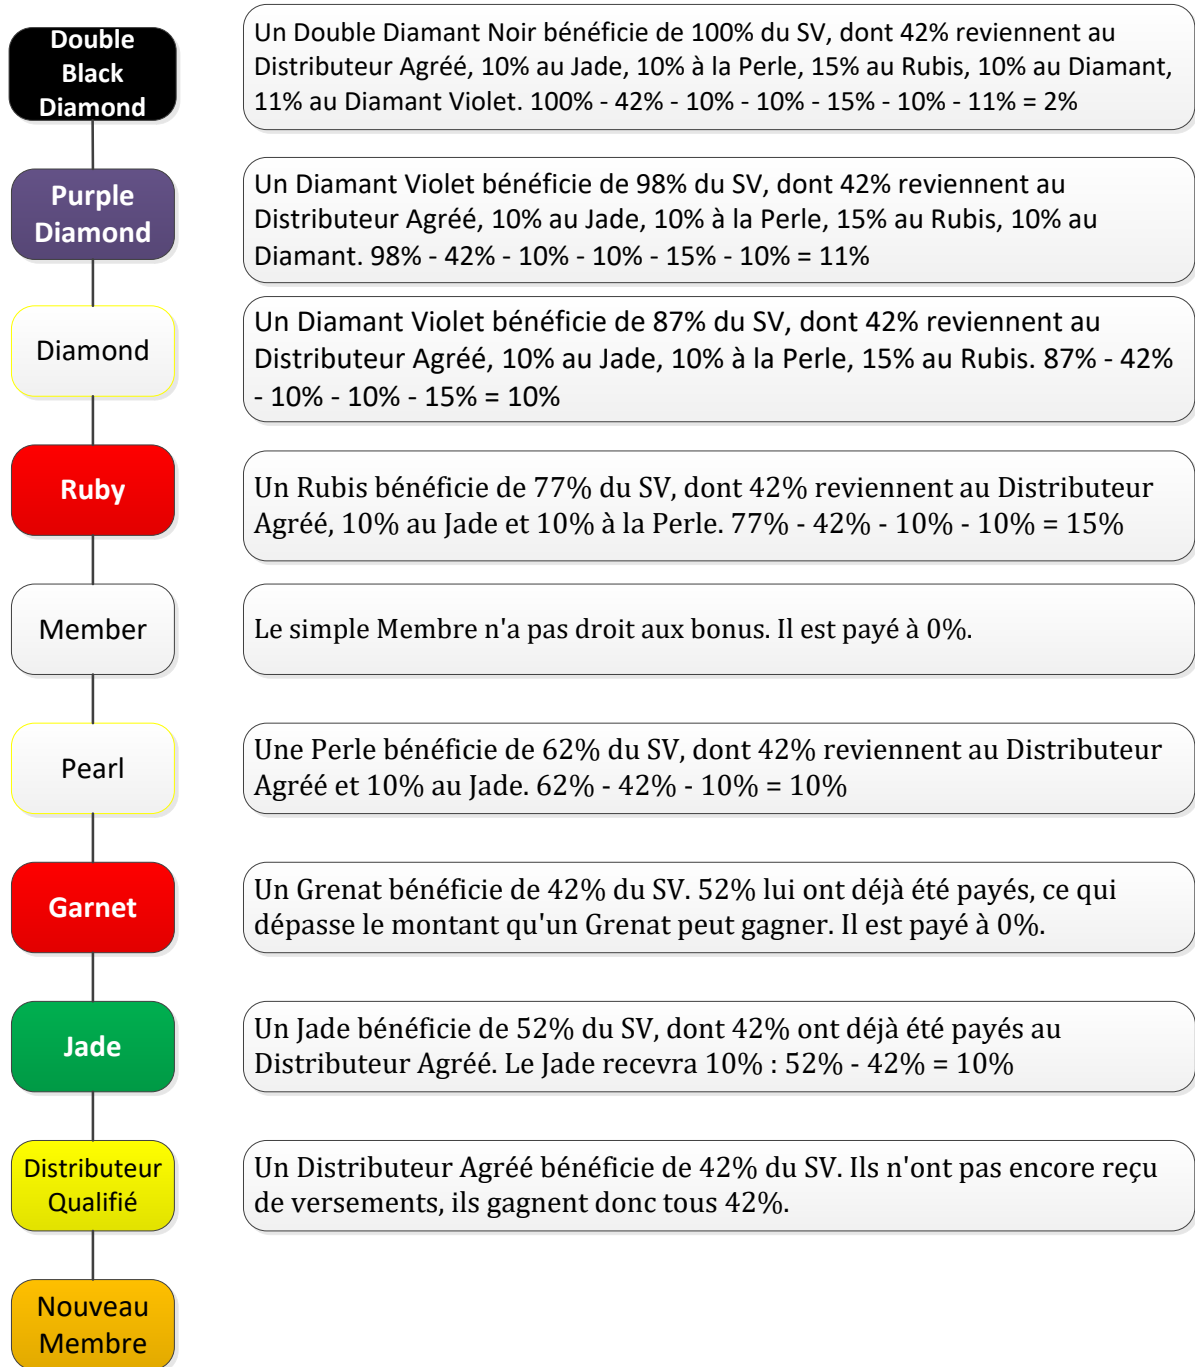 Double
Black
Diamond
Un Double Diamant Noir bénéficie de 100% du SV, dont 42% reviennent au
Distributeur Agréé, 10% au Jade, 10% à la Perle, 15% au Rubis, 10% au Diamant,
11% au Diamant Violet. 100% - 42% - 10% - 10% - 15% - 10% - 11% = 2%
Purple
Diamond
Un Diamant Violet bénéficie de 98% du SV, dont 42% reviennent au
Distributeur Agréé, 10% au Jade, 10% à la Perle, 15% au Rubis, 10% au
Diamant. 98% - 42% - 10% - 10% - 15% - 10% = 11%
Diamond
Un Diamant Violet bénéficie de 87% du SV, dont 42% reviennent au
Distributeur Agréé, 10% au Jade, 10% à la Perle, 15% au Rubis. 87% - 42%
- 10% - 10% - 15% = 10%
Ruby
Un Rubis bénéficie de 77% du SV, dont 42% reviennent au Distributeur
Agréé, 10% au Jade et 10% à la Perle. 77% - 42% - 10% - 10% = 15%
Member
Le simple Membre n'a pas droit aux bonus. Il est payé à 0%.
Pearl
Une Perle bénéficie de 62% du SV, dont 42% reviennent au Distributeur
Agréé et 10% au Jade. 62% - 42% - 10% = 10%
Garnet
Un Grenat bénéficie de 42% du SV. 52% lui ont déjà été payés, ce qui
dépasse le montant qu'un Grenat peut gagner. Il est payé à 0%.
Jade
Un Jade bénéficie de 52% du SV, dont 42% ont déjà été payés au
Distributeur Agréé. Le Jade recevra 10% : 52% - 42% = 10%
Distributeur
Qualifié
Un Distributeur Agréé bénéficie de 42% du SV. Ils n'ont pas encore reçu
de versements, ils gagnent donc tous 42%.
Nouveau
Membre